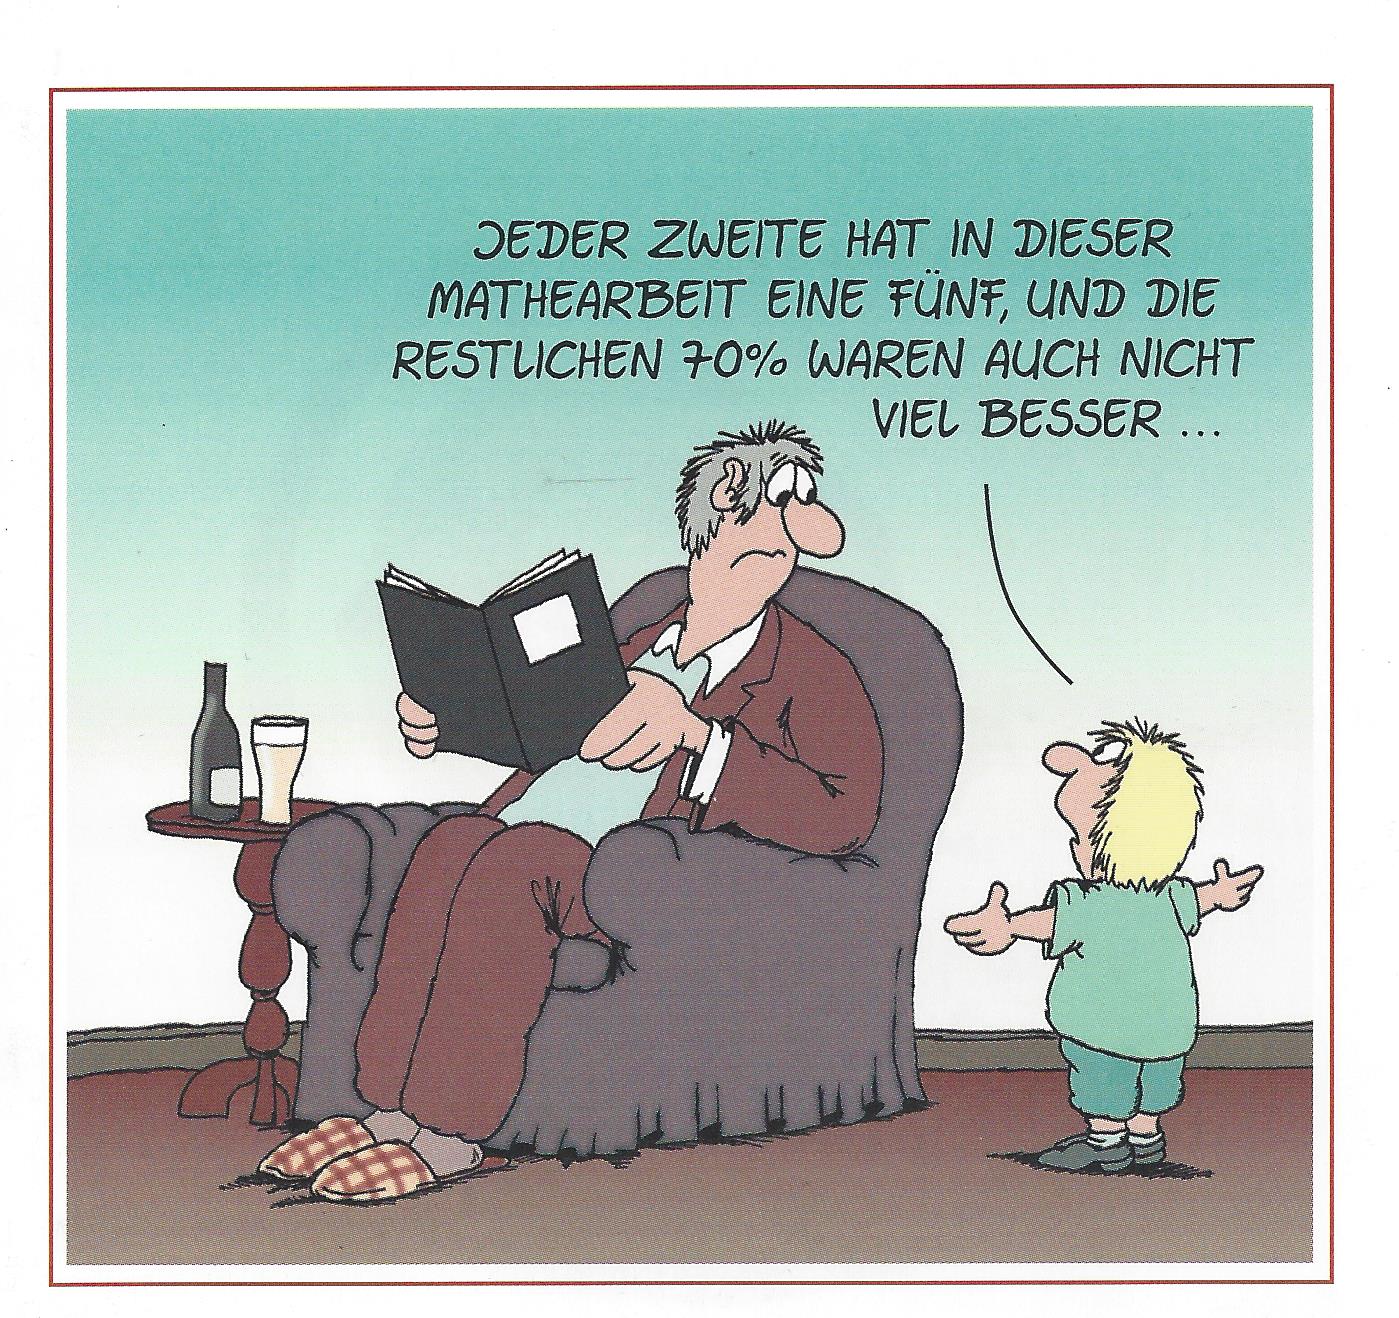 JEDER ZWEITE HAT IN DIESER
MATHEARBEIT EINE FÜNF, UND DIE
RESTLICHEN 70% WAREN AUCH NICHT
VIEL BESSER ...